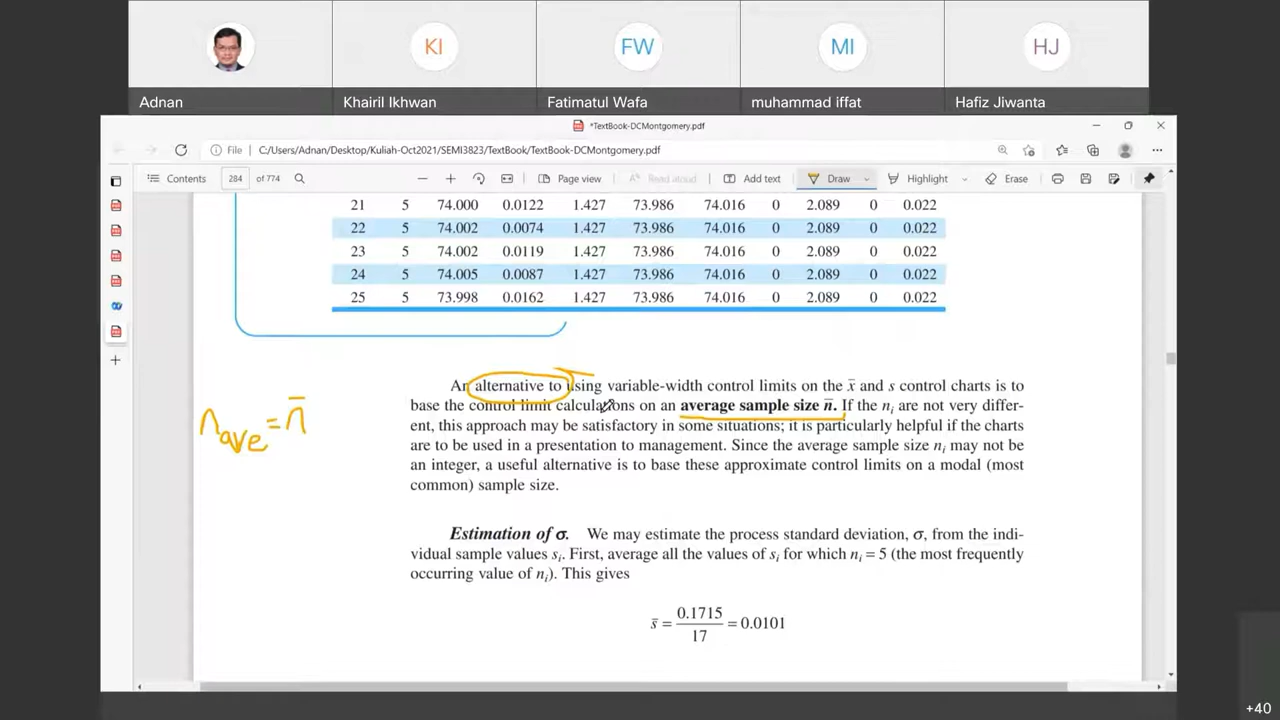 KI FW MI HJ
Adnan Khairil Ikhwan Fatimatul Wafa muhammad iffat Hafiz Jiwanta
*TextBook-DCMontgomery.pdf
File C:/Users/Adnan/Desktop/Kuliah-Oct2021/SEMI3823/TextBook/TextBook-DCMontgomery.pdf
Contents 284 of 774 Page view Read aloud Add text Draw Highlight Erase
21 5 74.000 0.0122 1.427 73.986 74.016 0 2.089 0 0.022
22 5 74.002 0.0074 1.427 73.986 74.016 0 2.089 0 0.022
23 5 74.002 0.0119 1.427 73.986 74.016 0 2.089 0 0.022
24 5 74.005 0.0087 1.427 73.986 74.016 0 2.089 0 0.022
25 5 73.998 0.0162 1.427 73.986 74.016 0 2.089 0 0.022
An alternative to using variable-width control limits on the x̄ and s control charts is to
base the control limit calculations on an average sample size n̄. If the nᵢ are not very differ-
ent, this approach may be satisfactory in some situations; it is particularly helpful if the charts
are to be used in a presentation to management. Since the average sample size nᵢ may not be
an integer, a useful alternative is to base these approximate control limits on a modal (most
common) sample size.
n ave = n̄
Estimation of σ. We may estimate the process standard deviation, σ, from the indi-
vidual sample values sᵢ. First, average all the values of sᵢ for which nᵢ = 5 (the most frequently
occurring value of nᵢ). This gives
s̄ = 0.1715 / 17 = 0.0101
+40